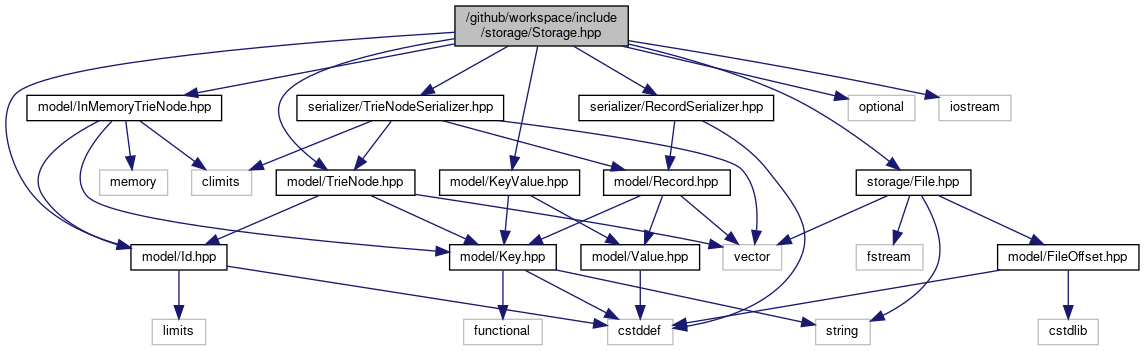 /github/workspace/include
/storage/Storage.hpp
model/InMemoryTrieNode.hpp
serializer/TrieNodeSerializer.hpp
serializer/RecordSerializer.hpp
optional
iostream
memory
climits
model/TrieNode.hpp
model/KeyValue.hpp
model/Record.hpp
storage/File.hpp
model/Id.hpp
model/Key.hpp
model/Value.hpp
vector
fstream
model/FileOffset.hpp
limits
functional
cstddef
string
cstdlib